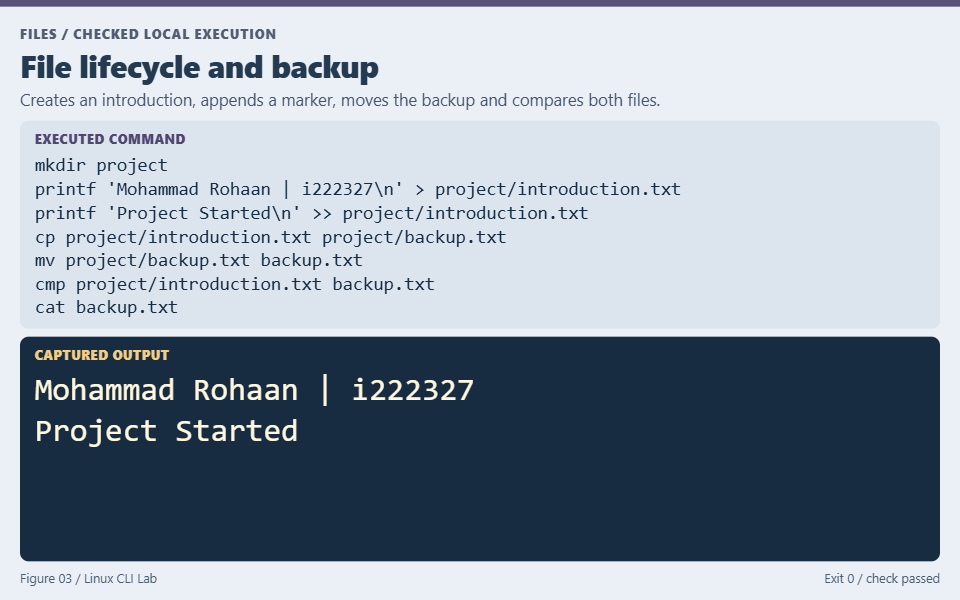 FILES / CHECKED LOCAL EXECUTION
File lifecycle and backup
Creates an introduction, appends a marker, moves the backup and compares both files.
EXECUTED COMMAND
mkdir project
printf 'Mohammad Rohaan | i222327\n' > project/introduction.txt
printf 'Project Started\n' >> project/introduction.txt
cp project/introduction.txt project/backup.txt
mv project/backup.txt backup.txt
cmp project/introduction.txt backup.txt
cat backup.txt
CAPTURED OUTPUT
Mohammad Rohaan | i222327
Project Started
Figure 03 / Linux CLI Lab
Exit 0 / check passed